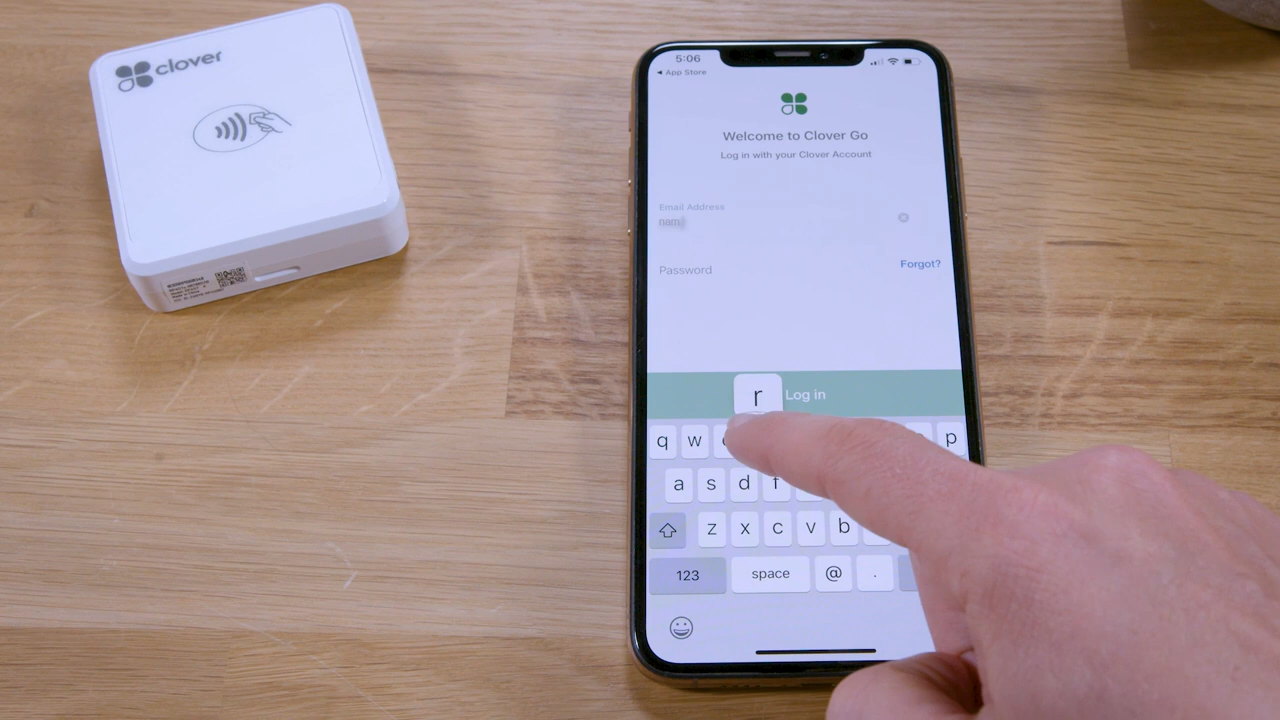 clover
5:06
◂ App Store
Welcome to Clover Go
Log in with your Clover Account
Email Address
Password
Forgot?
r
Log in
q w p
a s d f
z x c v b
123 space @ .